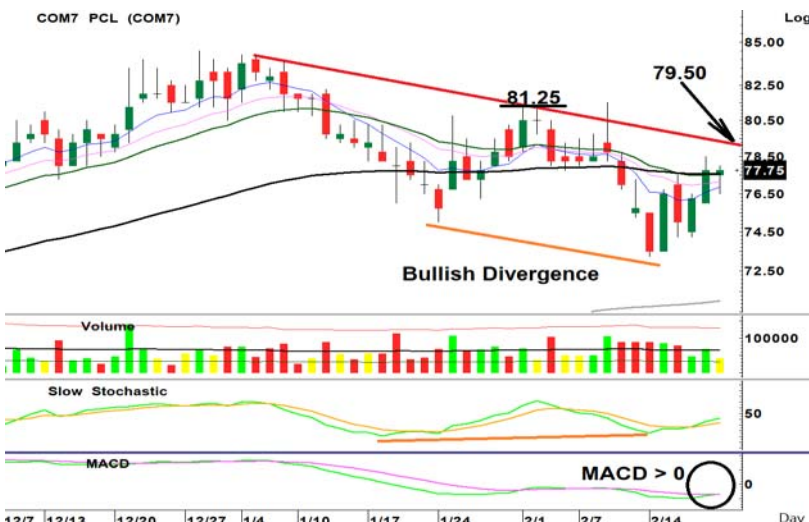 COM7 PCL (COM7)
Log
85.00
82.50
79.50
81.25
80.50
78.50
77.75
76.50
74.50
Bullish Divergence
72.50
Volume
100000
Slow Stochastic
50
MACD
MACD > 0
0
12/7 12/13 12/20 12/27 1/4 1/10 1/17 1/24 2/1 2/7 2/14 Day